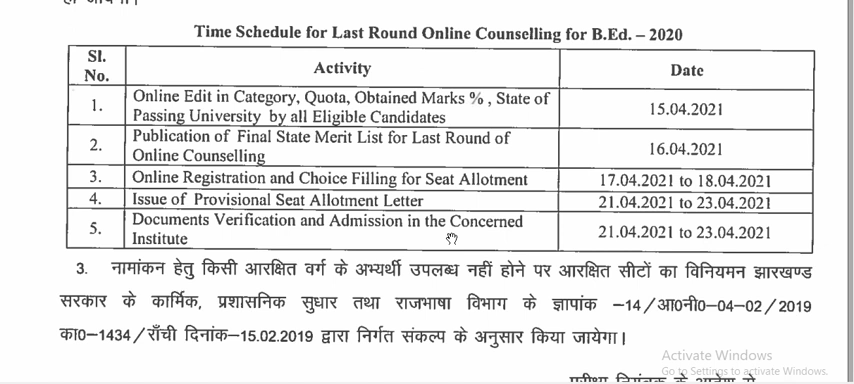 Time Schedule for Last Round Online Counselling for B.Ed. – 2020
Sl. No. Activity Date
1. Online Edit in Category, Quota, Obtained Marks % , State of Passing University by all Eligible Candidates 15.04.2021
2. Publication of Final State Merit List for Last Round of Online Counselling 16.04.2021
3. Online Registration and Choice Filling for Seat Allotment 17.04.2021 to 18.04.2021
4. Issue of Provisional Seat Allotment Letter 21.04.2021 to 23.04.2021
5. Documents Verification and Admission in the Concerned Institute 21.04.2021 to 23.04.2021
3. नामांकन हेतु किसी आरक्षित वर्ग के अभ्यर्थी उपलब्ध नहीं होने पर आरक्षित सीटों का विनियमन झारखण्ड
सरकार के कार्मिक, प्रशासनिक सुधार तथा राजभाषा विभाग के ज्ञापांक –14/आ०नी०–04–02/2019
का०–1434/राँची दिनांक–15.02.2019 द्वारा निर्गत संकल्प के अनुसार किया जायेगा।
Activate Windows
Go to Settings to activate Windows.